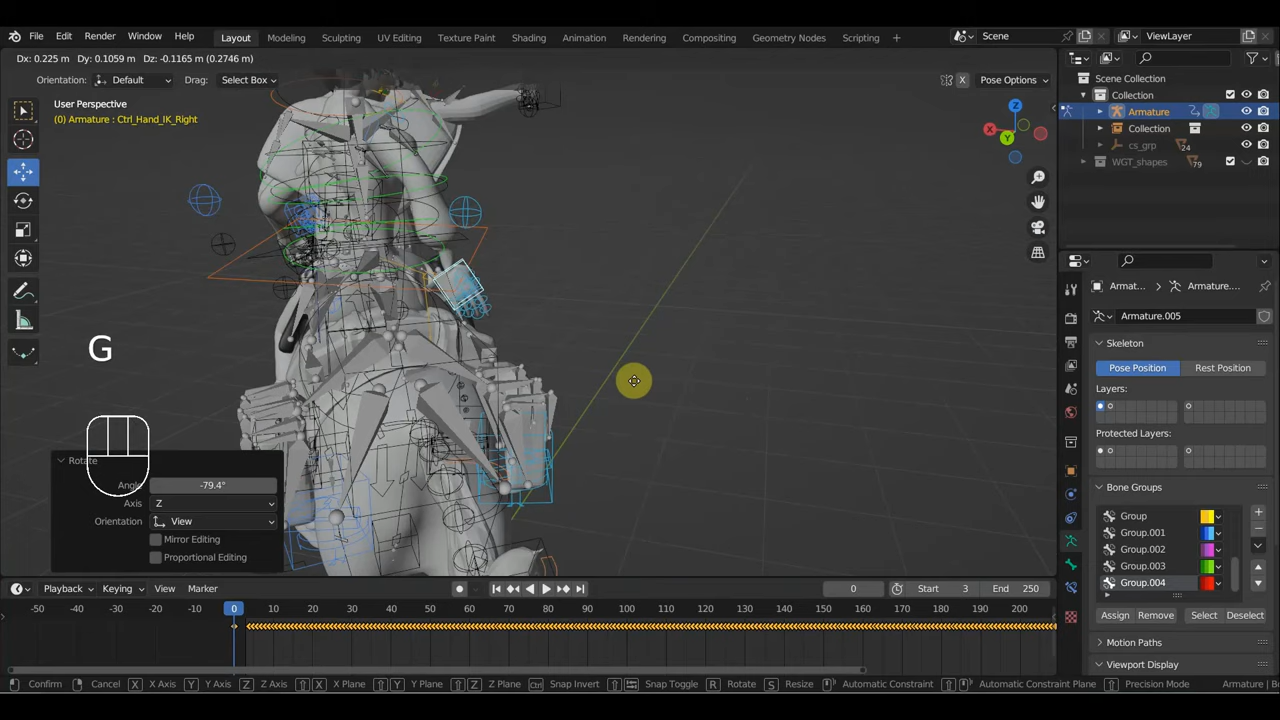 File Edit Render Window Help Layout Modeling Sculpting UV Editing Texture Paint Shading Animation Rendering Compositing Geometry Nodes Scripting + Scene ViewLayer
Dx: 0.225 m Dy: 0.1059 m Dz: -0.1165 m (0.2746 m)
Orientation: Default Drag: Select Box X Pose Options
Scene Collection
Collection
Armature
Collection
cs_grp 24
WGT_shapes 79
User Perspective
(0) Armature : Ctrl_Hand_IK_Right
Z
X
Y
G
Armat... Armature....
Armature.005
Skeleton
Pose Position Rest Position
Layers:
Protected Layers:
Bone Groups
Group
Group.001
Group.002
Group.003
Group.004
Assign Remove Select Deselect
Motion Paths
Viewport Display
Rotate
Angle -79.4°
Axis Z
Orientation View
Mirror Editing
Proportional Editing
Playback Keying View Marker 0 Start 3 End 250
-50 -40 -30 -20 -10 0 10 20 30 40 50 60 70 80 90 100 110 120 130 140 150 160 170 180 190 200
Confirm Cancel X X Axis Y Y Axis Z Z Axis X X Plane Y Y Plane Z Z Plane Ctrl Snap Invert Snap Toggle R Rotate S Resize Automatic Constraint Automatic Constraint Plane Precision Mode Armature | Bo